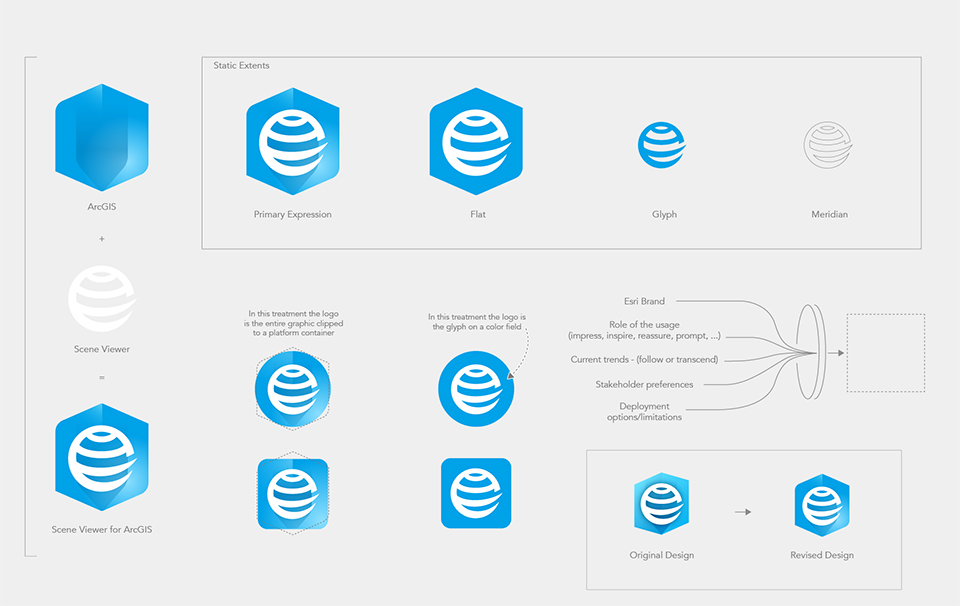 ArcGIS
+
Scene Viewer
=
Scene Viewer for ArcGIS
Static Extents
Primary Expression
Flat
Glyph
Meridian
In this treatment the logo
is the entire graphic clipped
to a platform container
In this treatment the logo is
the glyph on a color field
Esri Brand
Role of the usage
(impress, inspire, reassure, prompt, ...)
Current trends - (follow or transcend)
Stakeholder preferences
Deployment
options/limitations
Original Design
Revised Design